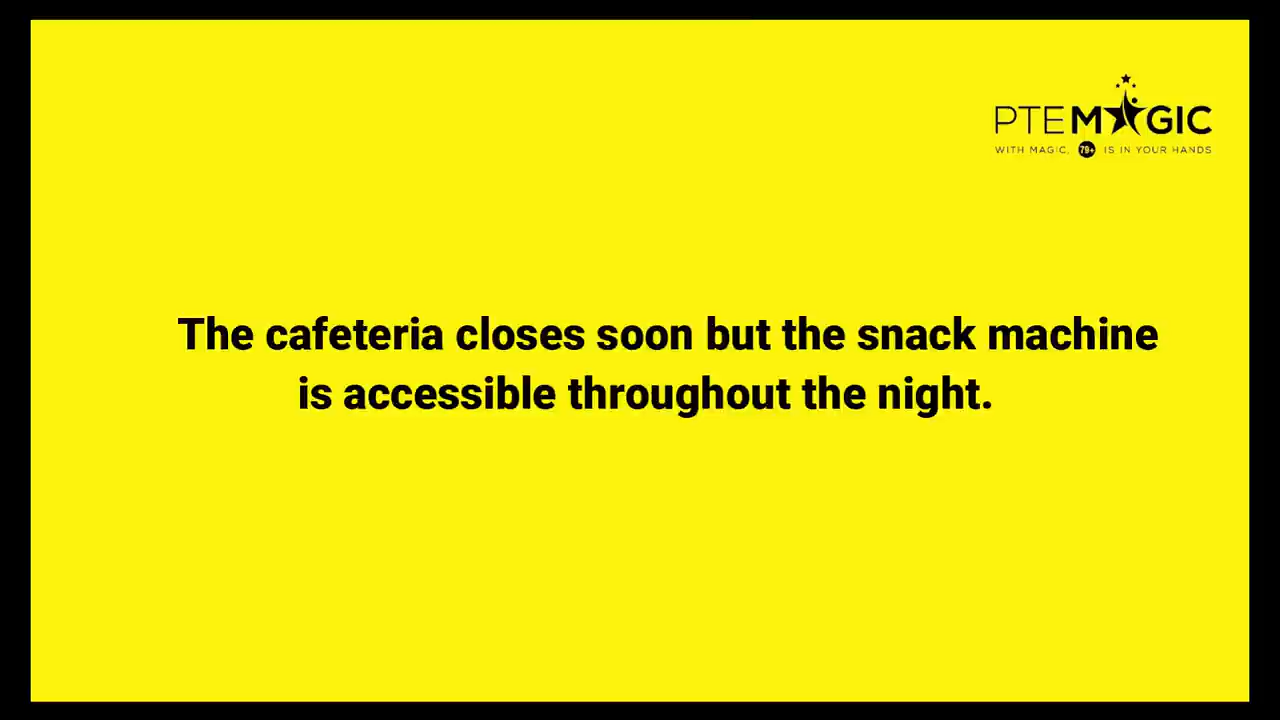 PTEMAGIC
WITH MAGIC, 79+ IS IN YOUR HANDS
The cafeteria closes soon but the snack machine
is accessible throughout the night.